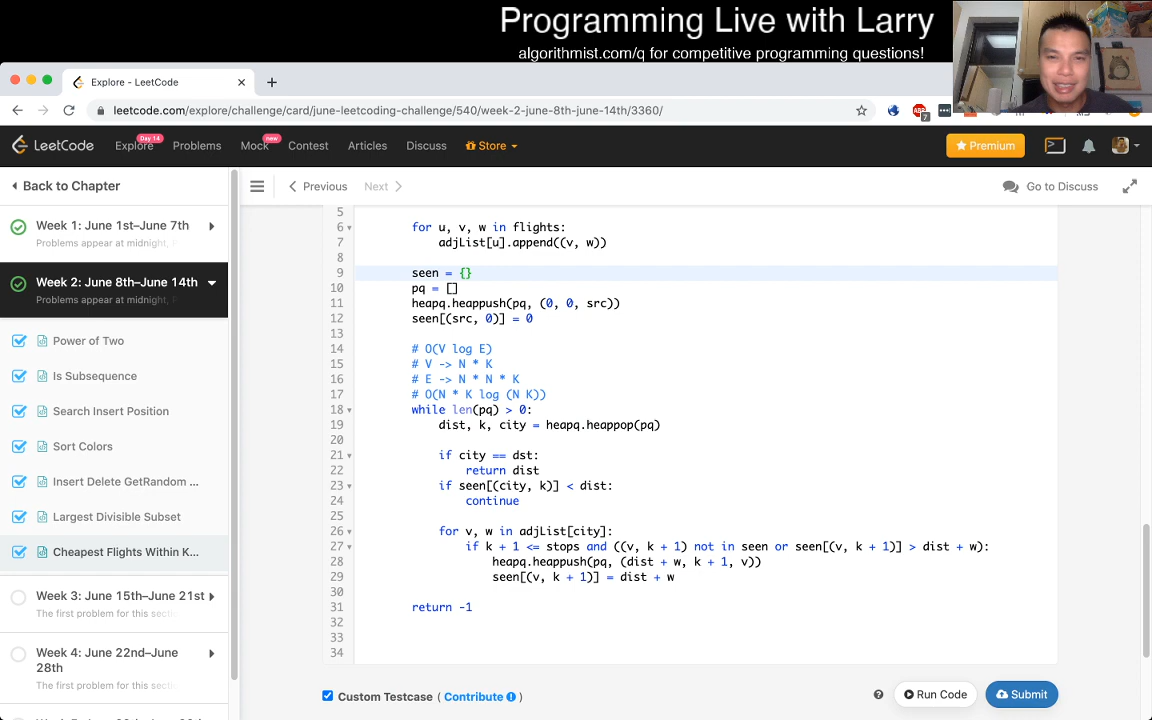 Programming Live with Larry
algorithmist.com/q for competitive programming questions!
Explore - LeetCode
leetcode.com/explore/challenge/card/june-leetcoding-challenge/540/week-2-june-8th-june-14th/3360/
ABP
7
LeetCode
Explore
Day 14
Problems
Mock
new
Contest
Articles
Discuss
Store
Premium
Back to Chapter
Previous
Next
Go to Discuss
Week 1: June 1st–June 7th
Problems appear at midnight,
Week 2: June 8th–June 14th
Problems appear at midnight,
Power of Two
Is Subsequence
Search Insert Position
Sort Colors
Insert Delete GetRandom ...
Largest Divisible Subset
Cheapest Flights Within K...
Week 3: June 15th–June 21st
The first problem for this secti
Week 4: June 22nd–June
28th
The first problem for this secti
5
6 for u, v, w in flights:
7 adjList[u].append((v, w))
8
9 seen = {}
10 pq = []
11 heapq.heappush(pq, (0, 0, src))
12 seen[(src, 0)] = 0
13
14 # O(V log E)
15 # V -> N * K
16 # E -> N * N * K
17 # O(N * K log (N K))
18 while len(pq) > 0:
19 dist, k, city = heapq.heappop(pq)
20
21 if city == dst:
22 return dist
23 if seen[(city, k)] < dist:
24 continue
25
26 for v, w in adjList[city]:
27 if k + 1 <= stops and ((v, k + 1) not in seen or seen[(v, k + 1)] > dist + w):
28 heapq.heappush(pq, (dist + w, k + 1, v))
29 seen[(v, k + 1)] = dist + w
30
31 return -1
32
33
34
Custom Testcase ( Contribute )
Run Code
Submit